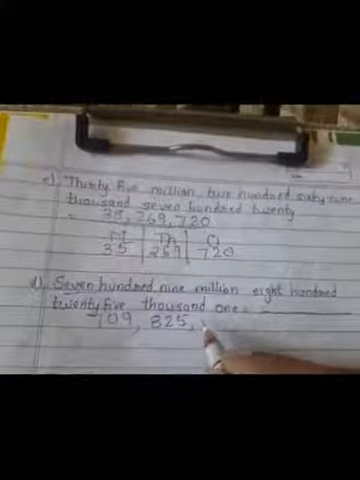 c). Thirty five million two hundred sixty nine
thousand seven hundred twenty
= 35, 269, 720
M Th O
35 269 720
d). Seven hundred nine million eight hundred
twenty five thousand one =
709, 825,